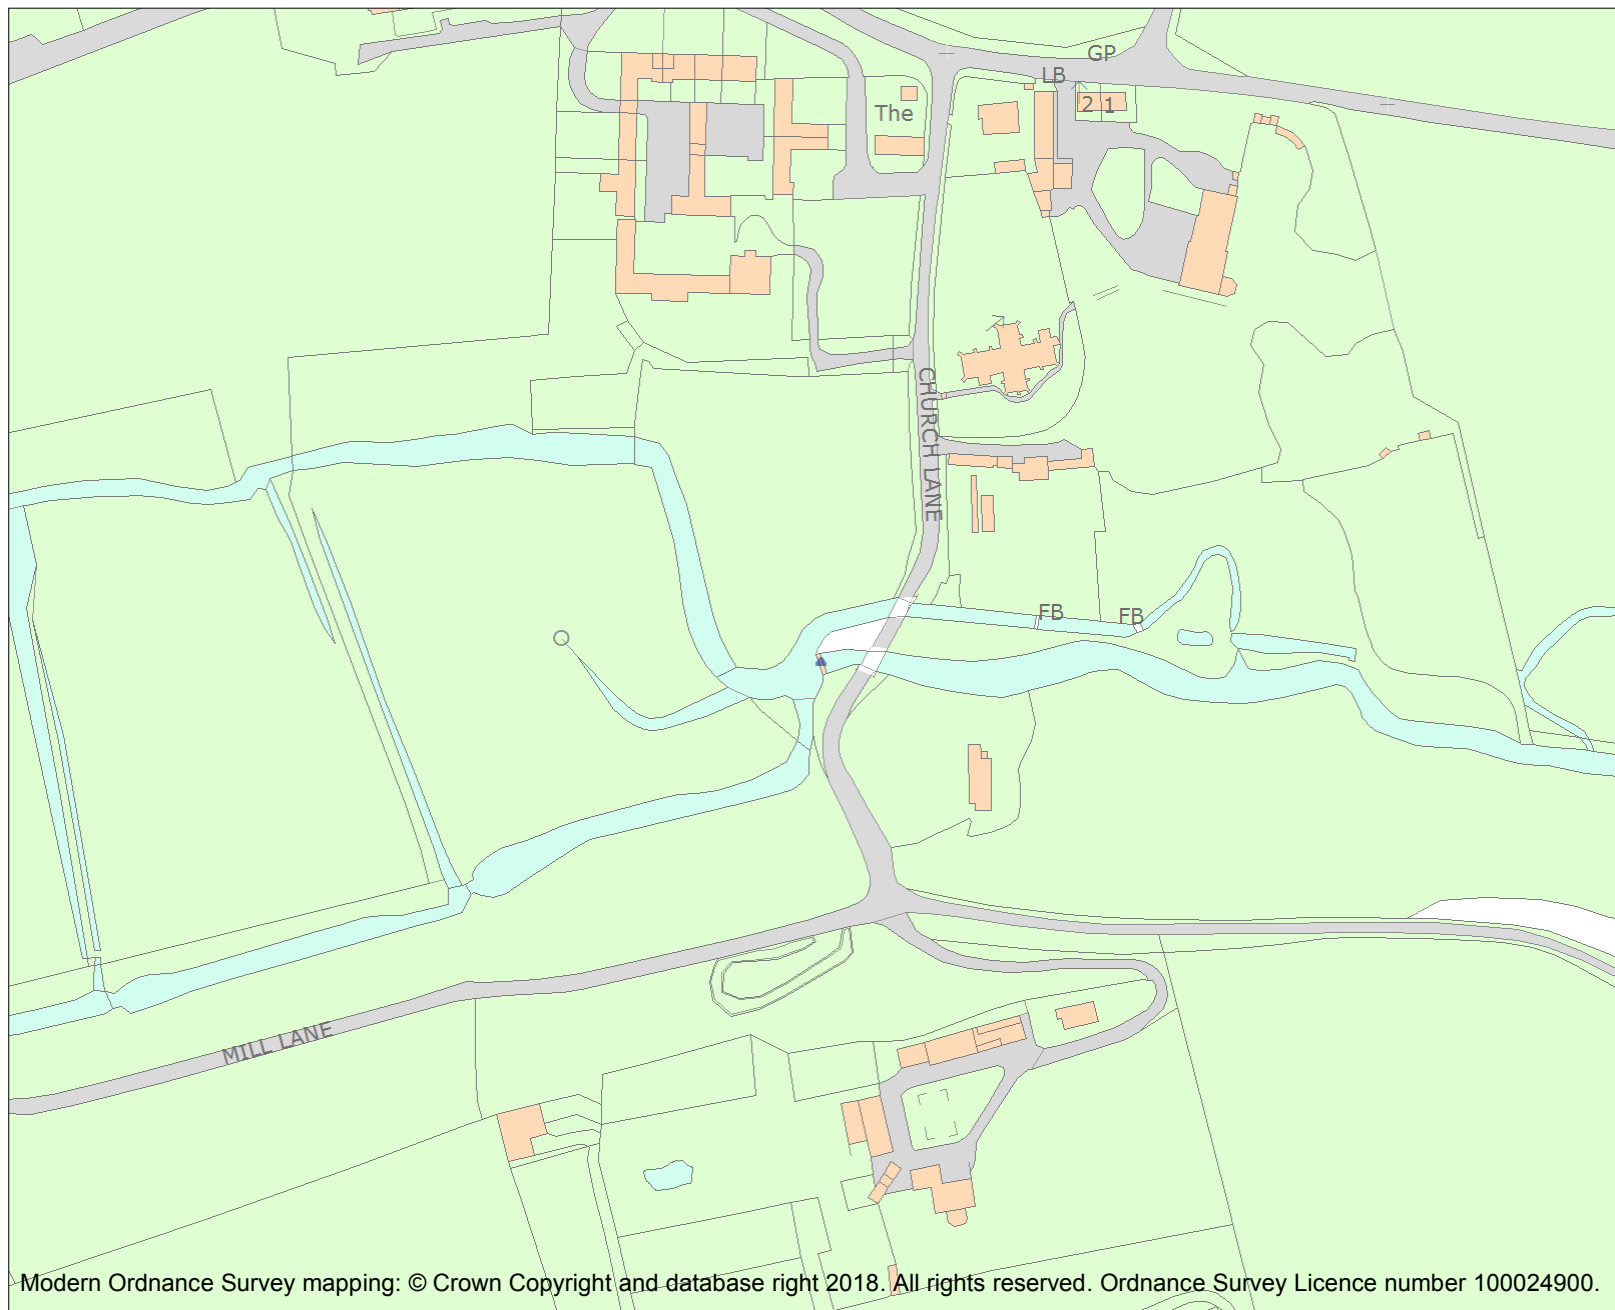 GP
LB
2 1
The
CHURCH LANE
FB
FB
MILL LANE
Modern Ordnance Survey mapping: © Crown Copyright and database right 2018. All rights reserved. Ordnance Survey Licence number 100024900.